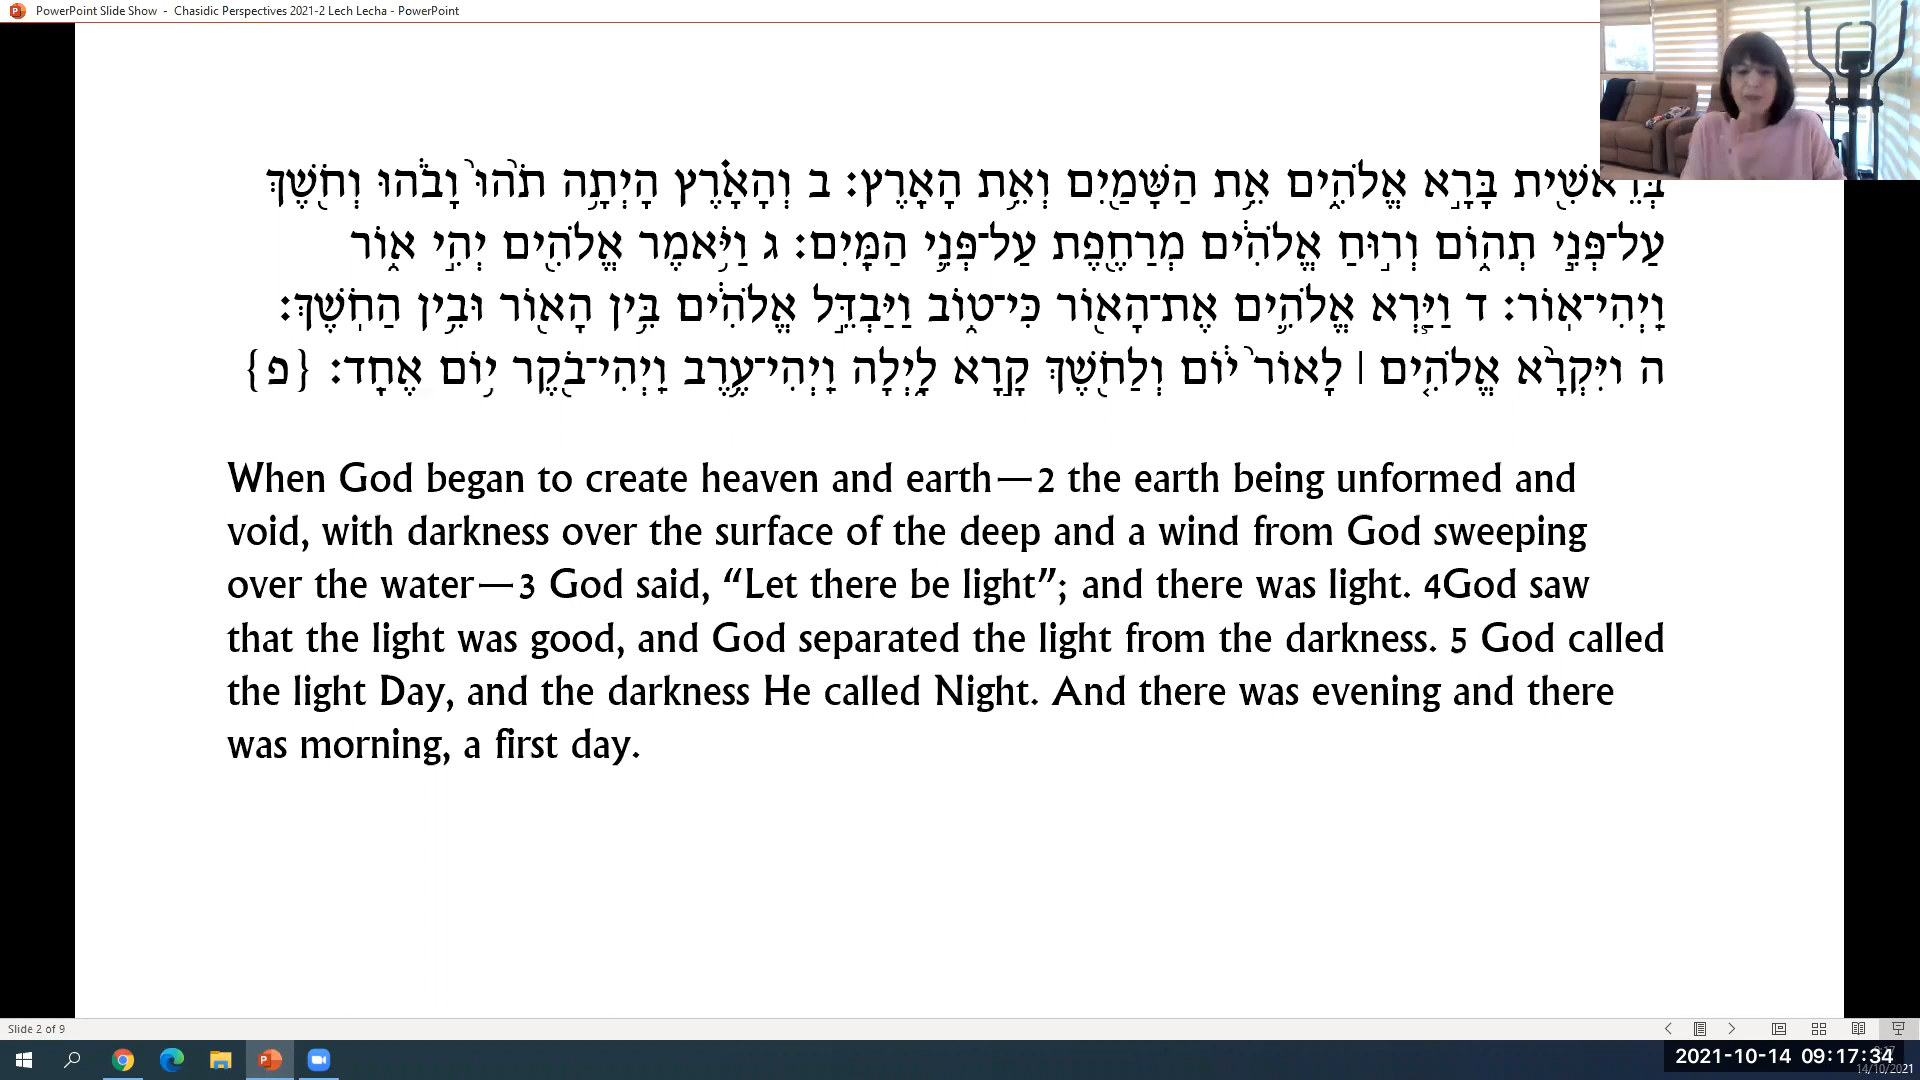 PowerPoint Slide Show - Chasidic Perspectives 2021-2 Lech Lecha - PowerPoint
בְּרֵאשִׁ֖ית בָּרָ֣א אֱלֹהִ֑ים אֵ֥ת הַשָּׁמַ֖יִם וְאֵ֥ת הָאָֽרֶץ׃ ב וְהָאָ֗רֶץ הָיְתָ֥ה תֹ֙הוּ֙ וָבֹ֔הוּ וְחֹ֖שֶׁךְ
עַל־פְּנֵ֣י תְה֑וֹם וְר֣וּחַ אֱלֹהִ֔ים מְרַחֶ֖פֶת עַל־פְּנֵ֥י הַמָּֽיִם׃ ג וַיֹּ֥אמֶר אֱלֹהִ֖ים יְהִ֣י א֑וֹר
וַֽיְהִי־אֽוֹר׃ ד וַיַּ֧רְא אֱלֹהִ֛ים אֶת־הָא֖וֹר כִּי־ט֑וֹב וַיַּבְדֵּ֣ל אֱלֹהִ֔ים בֵּ֥ין הָא֖וֹר וּבֵ֥ין הַחֹֽשֶׁךְ׃
ה ויִּקְרָ֨א אֱלֹהִ֤ים ׀ לָאוֹר֙ י֔וֹם וְלַחֹ֖שֶׁךְ קָ֣רָא לָ֑יְלָה וַֽיְהִי־עֶ֥רֶב וַֽיְהִי־בֹ֖קֶר י֥וֹם אֶחָֽד׃ {פ}
When God began to create heaven and earth—2 the earth being unformed and
void, with darkness over the surface of the deep and a wind from God sweeping
over the water—3 God said, “Let there be light”; and there was light. 4God saw
that the light was good, and God separated the light from the darkness. 5 God called
the light Day, and the darkness He called Night. And there was evening and there
was morning, a first day.
Slide 2 of 9
2021-10-14 09:17:34
14/10/2021